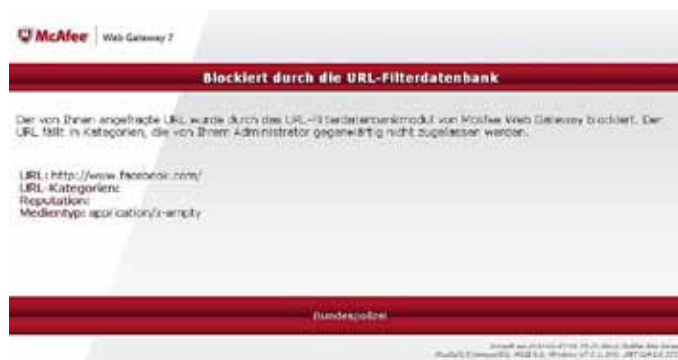 McAfee Web Gateway 7
Blockiert durch die URL-Filterdatenbank
Der von Ihnen angefragte URL wurde durch das URL-Filterdatenbankmodul von McAfee Web Gateway blockiert. Der
URL fällt in Kategorien, die von Ihrem Administrator gegenwärtig nicht zugelassen werden.
URL: http://www.facebook.com/
URL-Kategorien:
Reputation:
Medientyp: application/x-empty
Bundespolizei